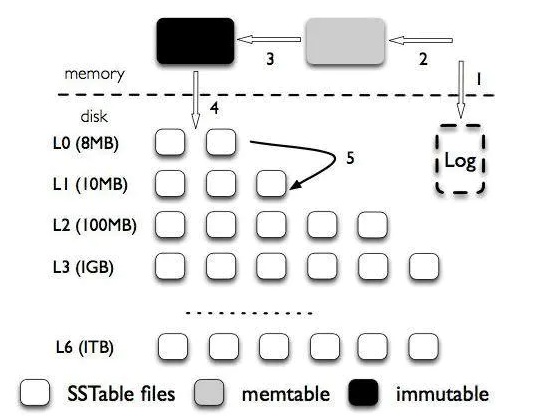 3
2
1
memory
4
disk
L0 (8MB)
5
Log
L1 (10MB)
L2 (100MB)
L3 (1GB)
L6 (1TB)
SSTable files
memtable
immutable